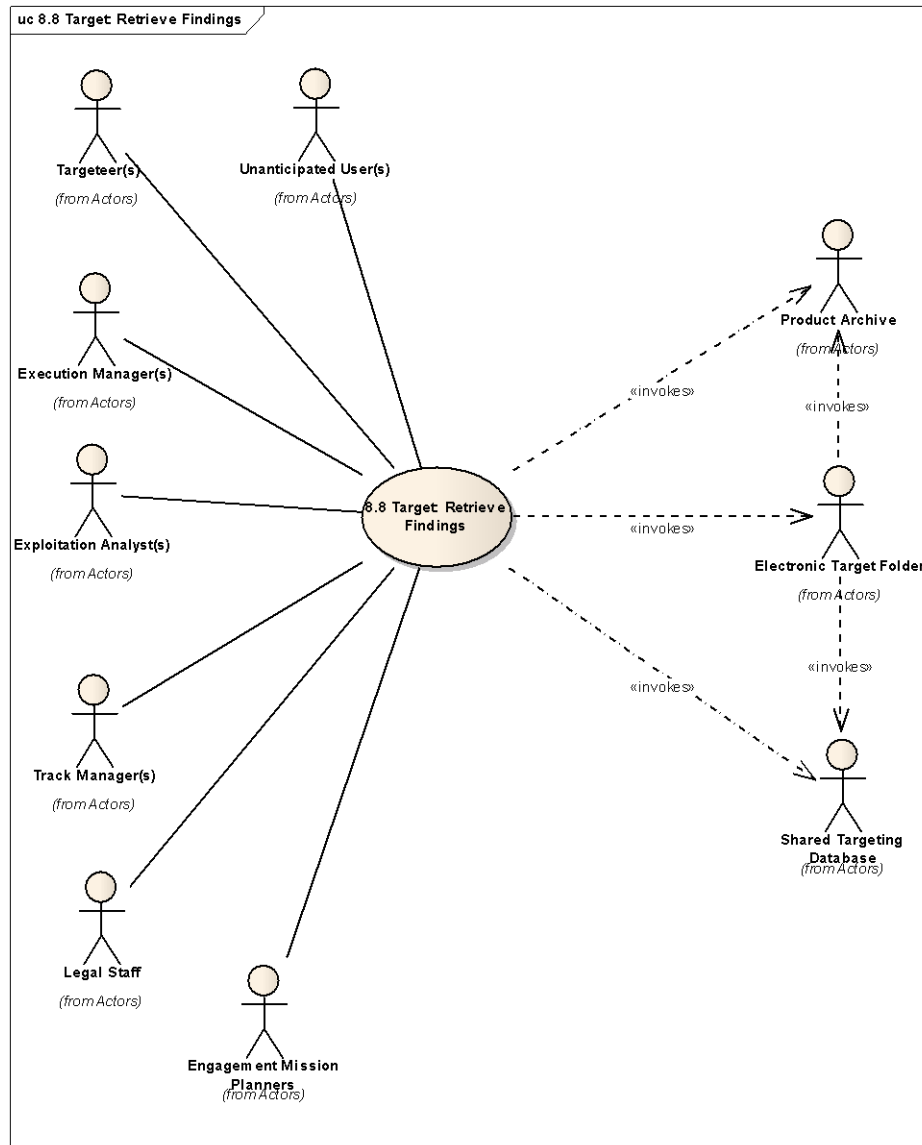 uc 8.8 Target: Retrieve Findings
Targeteer(s)
(from Actors)
Unanticipated User(s)
(from Actors)
Product Archive
(from Actors)
Execution Manager(s)
(from Actors)
«invokes»
«invokes»
Exploitation Analyst(s)
(from Actors)
8.8 Target: Retrieve
Findings
«invokes»
Electronic Target Folder
(from Actors)
«invokes»
«invokes»
Track Manager(s)
(from Actors)
Shared Targeting
Database
(from Actors)
Legal Staff
(from Actors)
Engagement Mission
Planners
(from Actors)